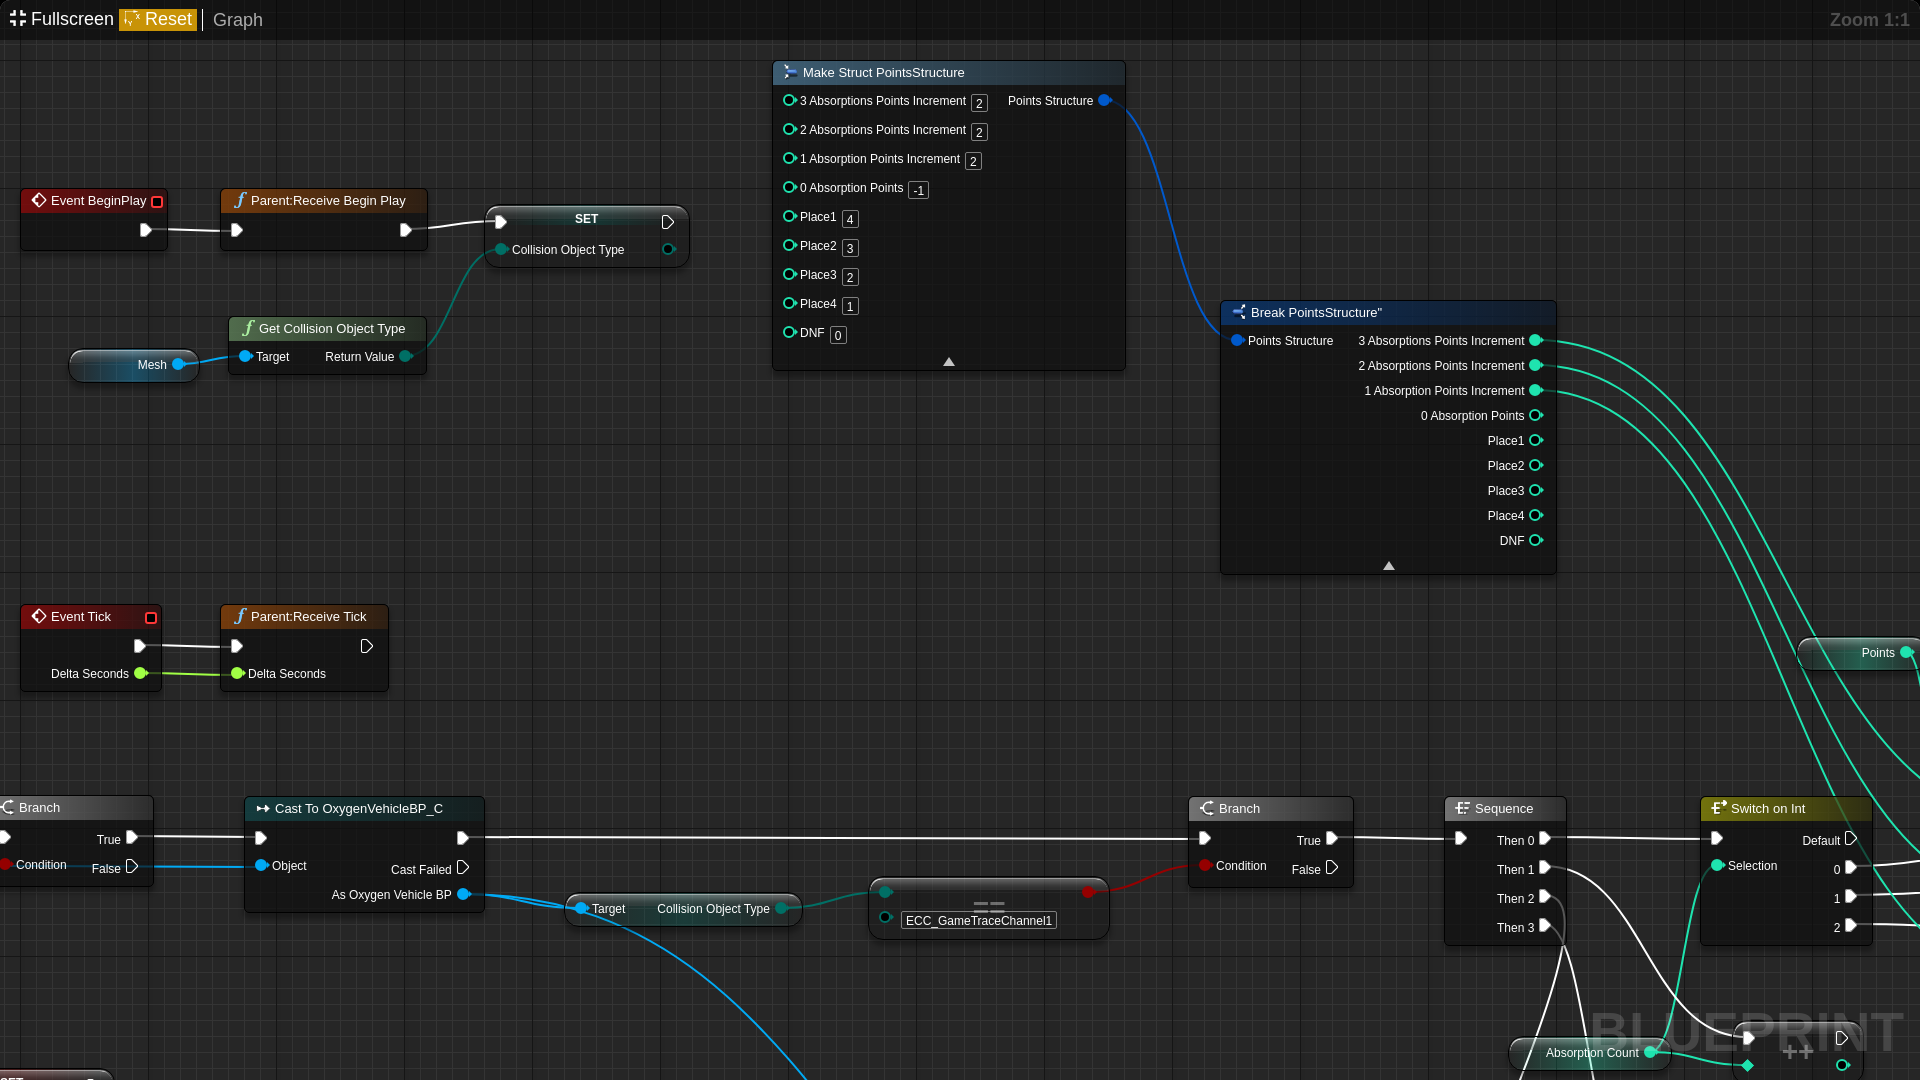 Fullscreen Reset Graph
Zoom 1:1
Make Struct PointsStructure
3 Absorptions Points Increment 2 Points Structure
2 Absorptions Points Increment 2
1 Absorption Points Increment 2
0 Absorption Points -1
Place1 4
Place2 3
Place3 2
Place4 1
DNF 0
Event BeginPlay
Parent:Receive Begin Play
SET
Collision Object Type
Get Collision Object Type
Target Return Value
Mesh
Break PointsStructure"
Points Structure 3 Absorptions Points Increment
2 Absorptions Points Increment
1 Absorption Points Increment
0 Absorption Points
Place1
Place2
Place3
Place4
DNF
Event Tick
Delta Seconds
Parent:Receive Tick
Delta Seconds
Points
Branch
True
Condition
False
Cast To OxygenVehicleBP_C
Object
Cast Failed
As Oxygen Vehicle BP
Target Collision Object Type
==
ECC_GameTraceChannel1
Branch
True
Condition
False
Sequence
Then 0
Then 1
Then 2
Then 3
Switch on Int
Default
Selection
0
1
2
BLUEPRINT
Absorption Count
++
SET